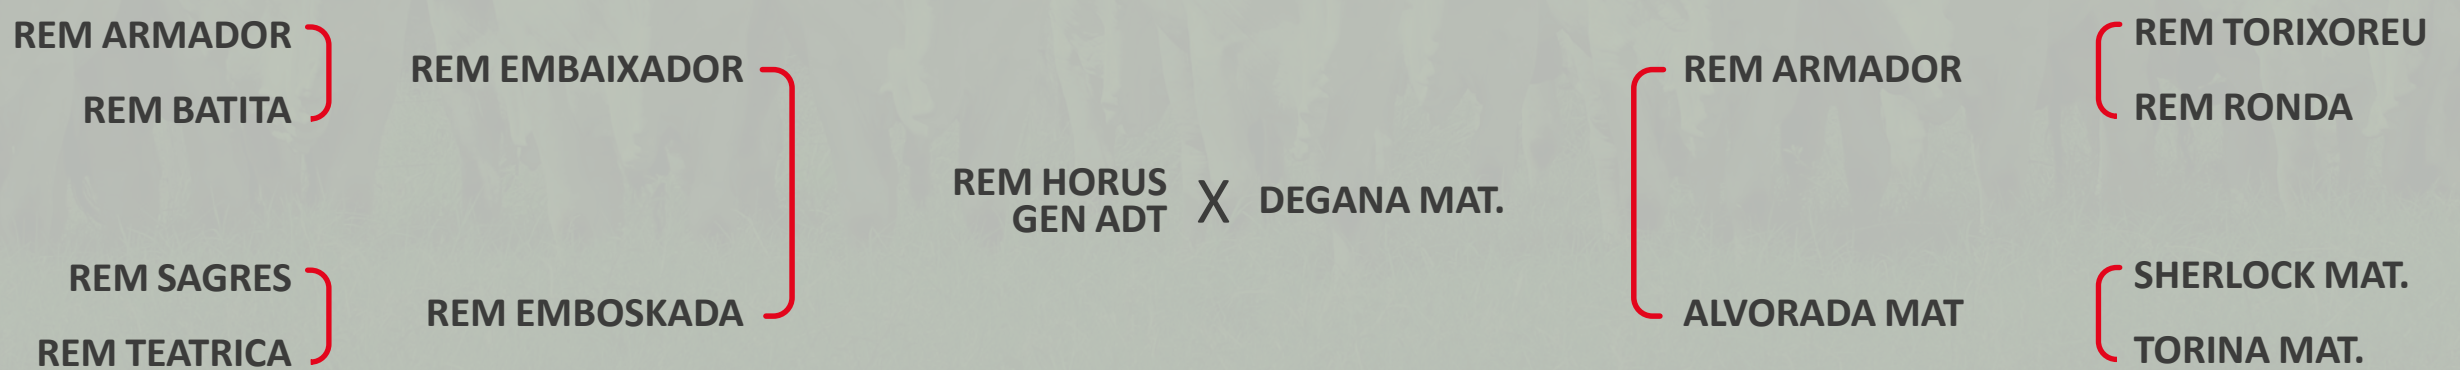 REM ARMADOR
REM BATITA
REM EMBAIXADOR
REM SAGRES
REM TEATRICA
REM EMBOSKADA
REM HORUS
GEN ADT
X
DEGANA MAT.
REM ARMADOR
ALVORADA MAT
REM TORIXOREU
REM RONDA
SHERLOCK MAT.
TORINA MAT.